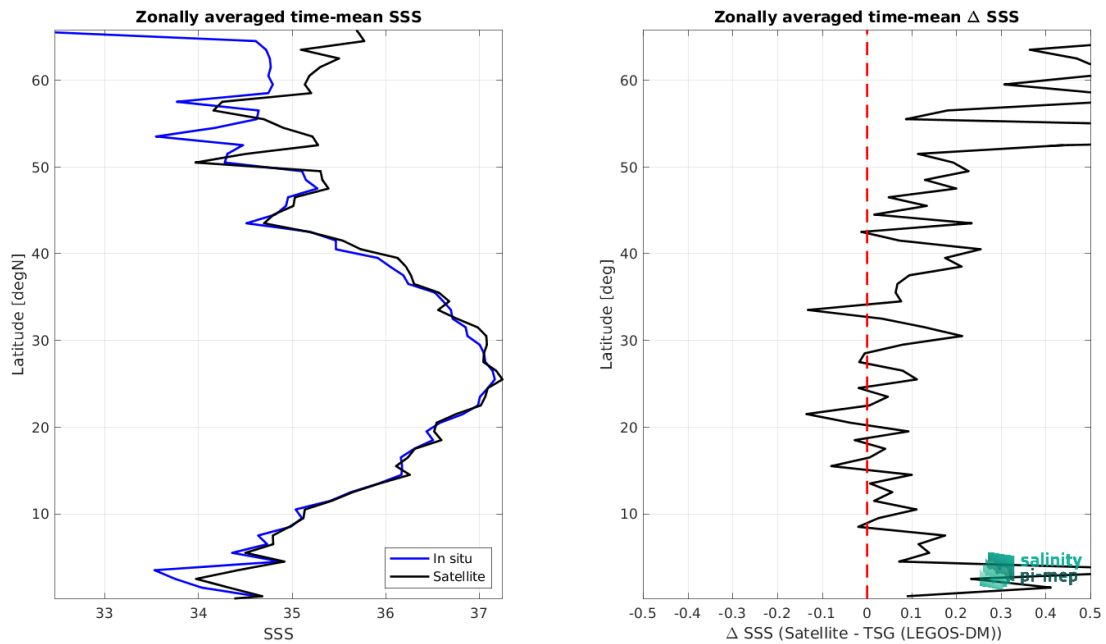 Zonally averaged time-mean SSS
60
50
40
30
20
10
Latitude [degN]
33
34
35
36
37
SSS
In situ
Satellite
Zonally averaged time-mean Δ SSS
60
50
40
30
20
10
Latitude [deg]
-0.5
-0.4
-0.3
-0.2
-0.1
0
0.1
0.2
0.3
0.4
0.5
Δ SSS (Satellite - TSG (LEGOS-DM))
salinity
pi-mep